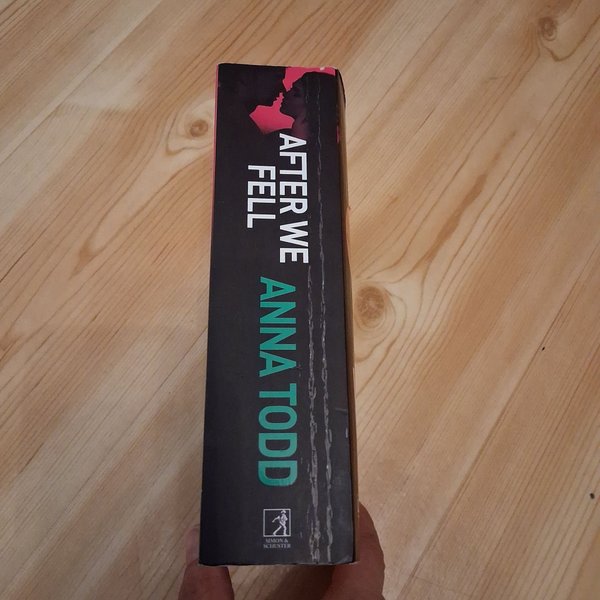 AFTER WE
FELL
ANNA TODD
SIMON &
SCHUSTER